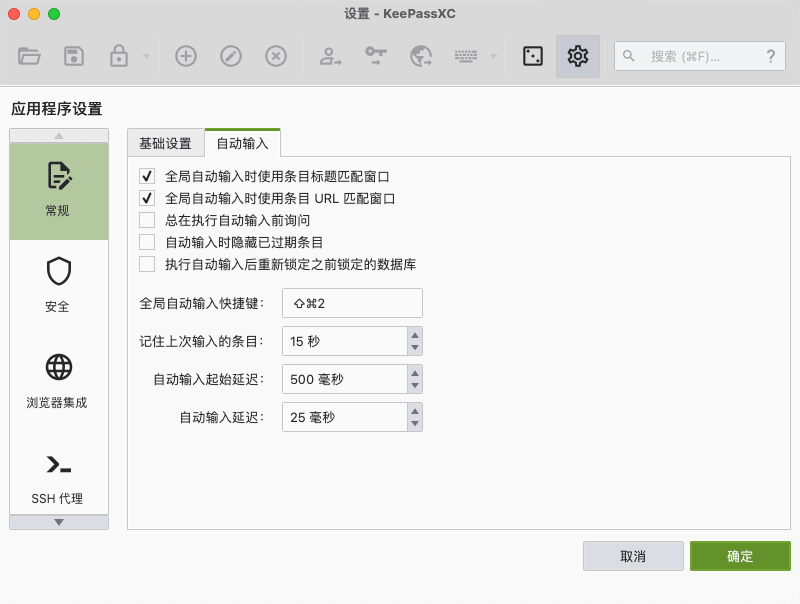 设置 - KeePassXC
搜索 (⌘F)...
?
应用程序设置
常规
安全
浏览器集成
SSH 代理
基础设置
自动输入
全局自动输入时使用条目标题匹配窗口
全局自动输入时使用条目 URL 匹配窗口
总在执行自动输入前询问
自动输入时隐藏已过期条目
执行自动输入后重新锁定之前锁定的数据库
全局自动输入快捷键: ⇧⌘2
记住上次输入的条目: 15 秒
自动输入起始延迟: 500 毫秒
自动输入延迟: 25 毫秒
取消
确定